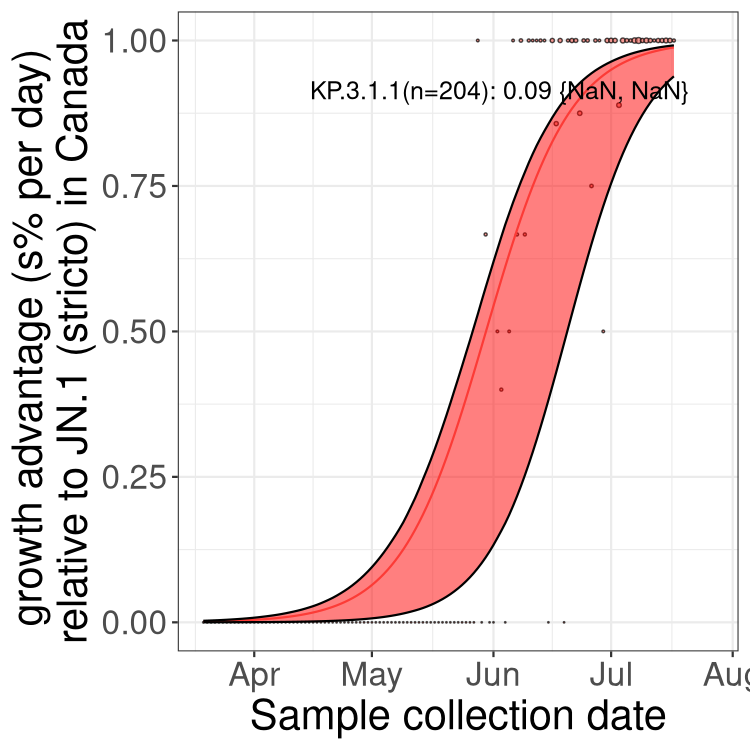 growth advantage (s% per day)
relative to JN.1 (stricto) in Canada
1.00
0.75
0.50
0.25
0.00
KP.3.1.1(n=204): 0.09 {NaN, NaN}
Apr May Jun Jul Aug
Sample collection date